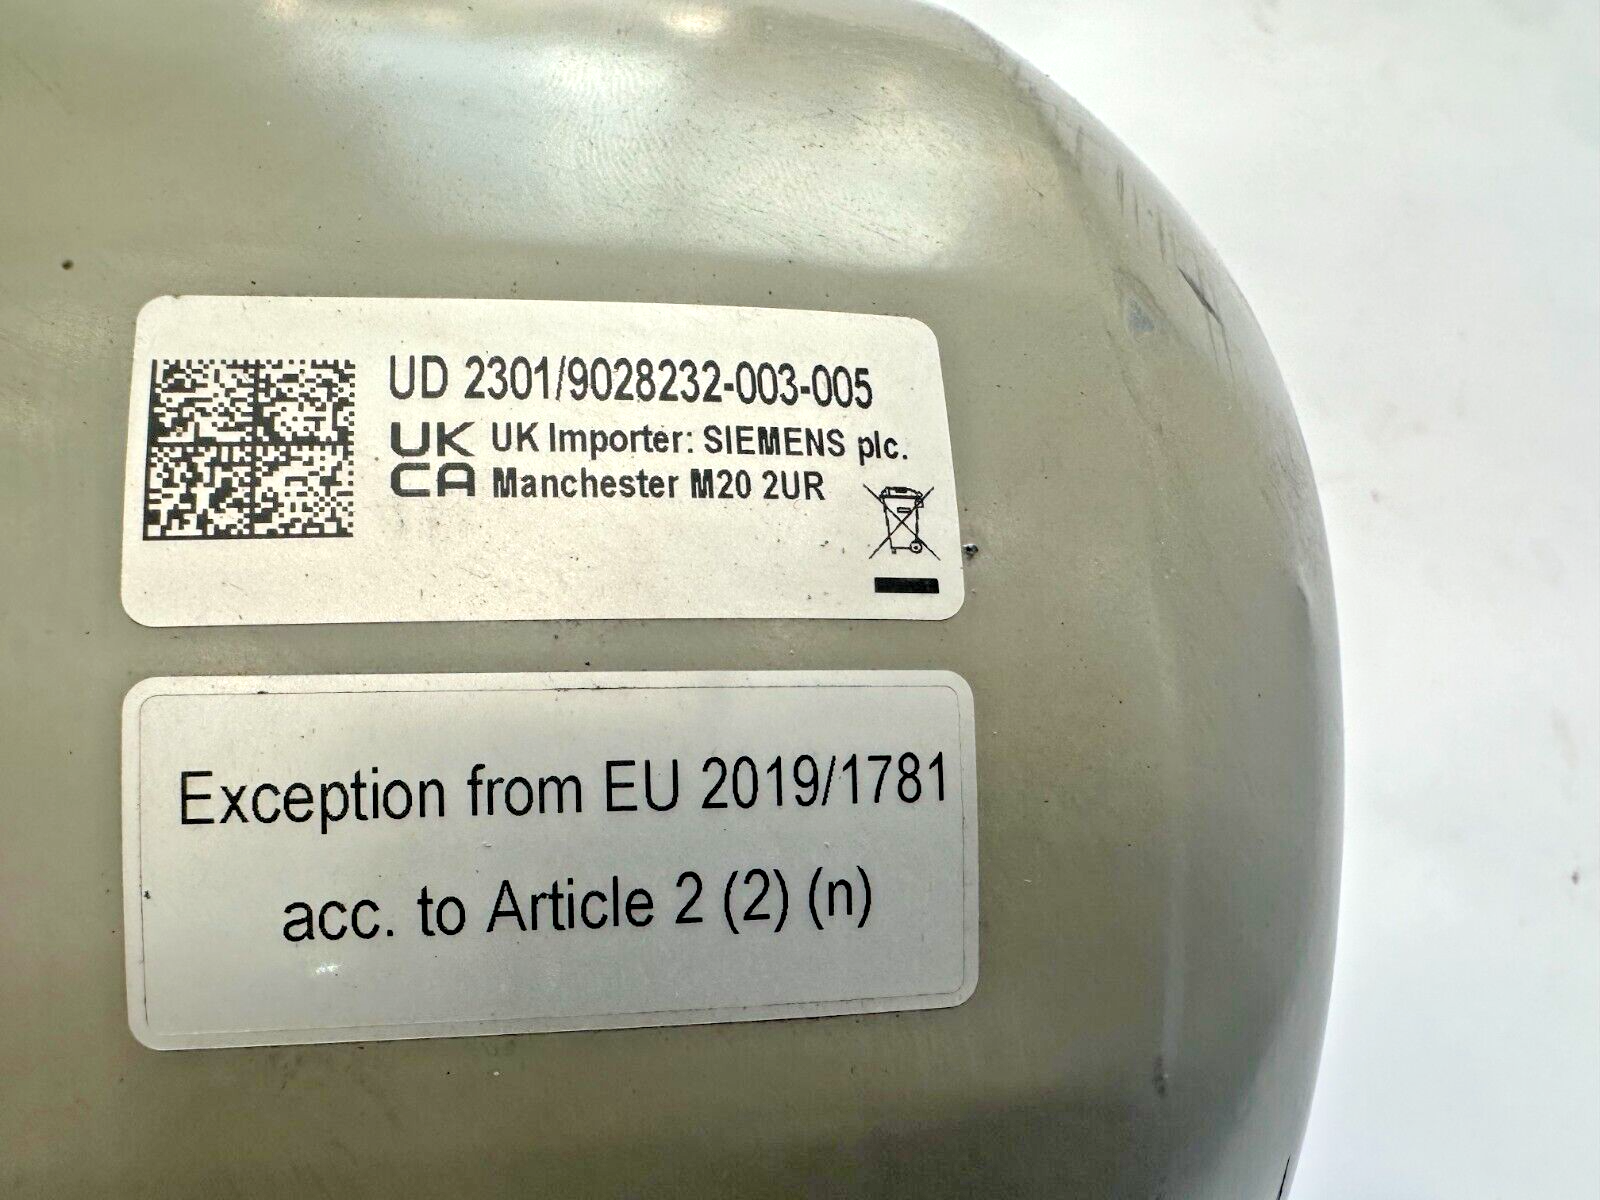 UD 2301/9028232-003-005
UK CA
UK Importer: SIEMENS plc.
Manchester M20 2UR
Exception from EU 2019/1781
acc. to Article 2 (2) (n)